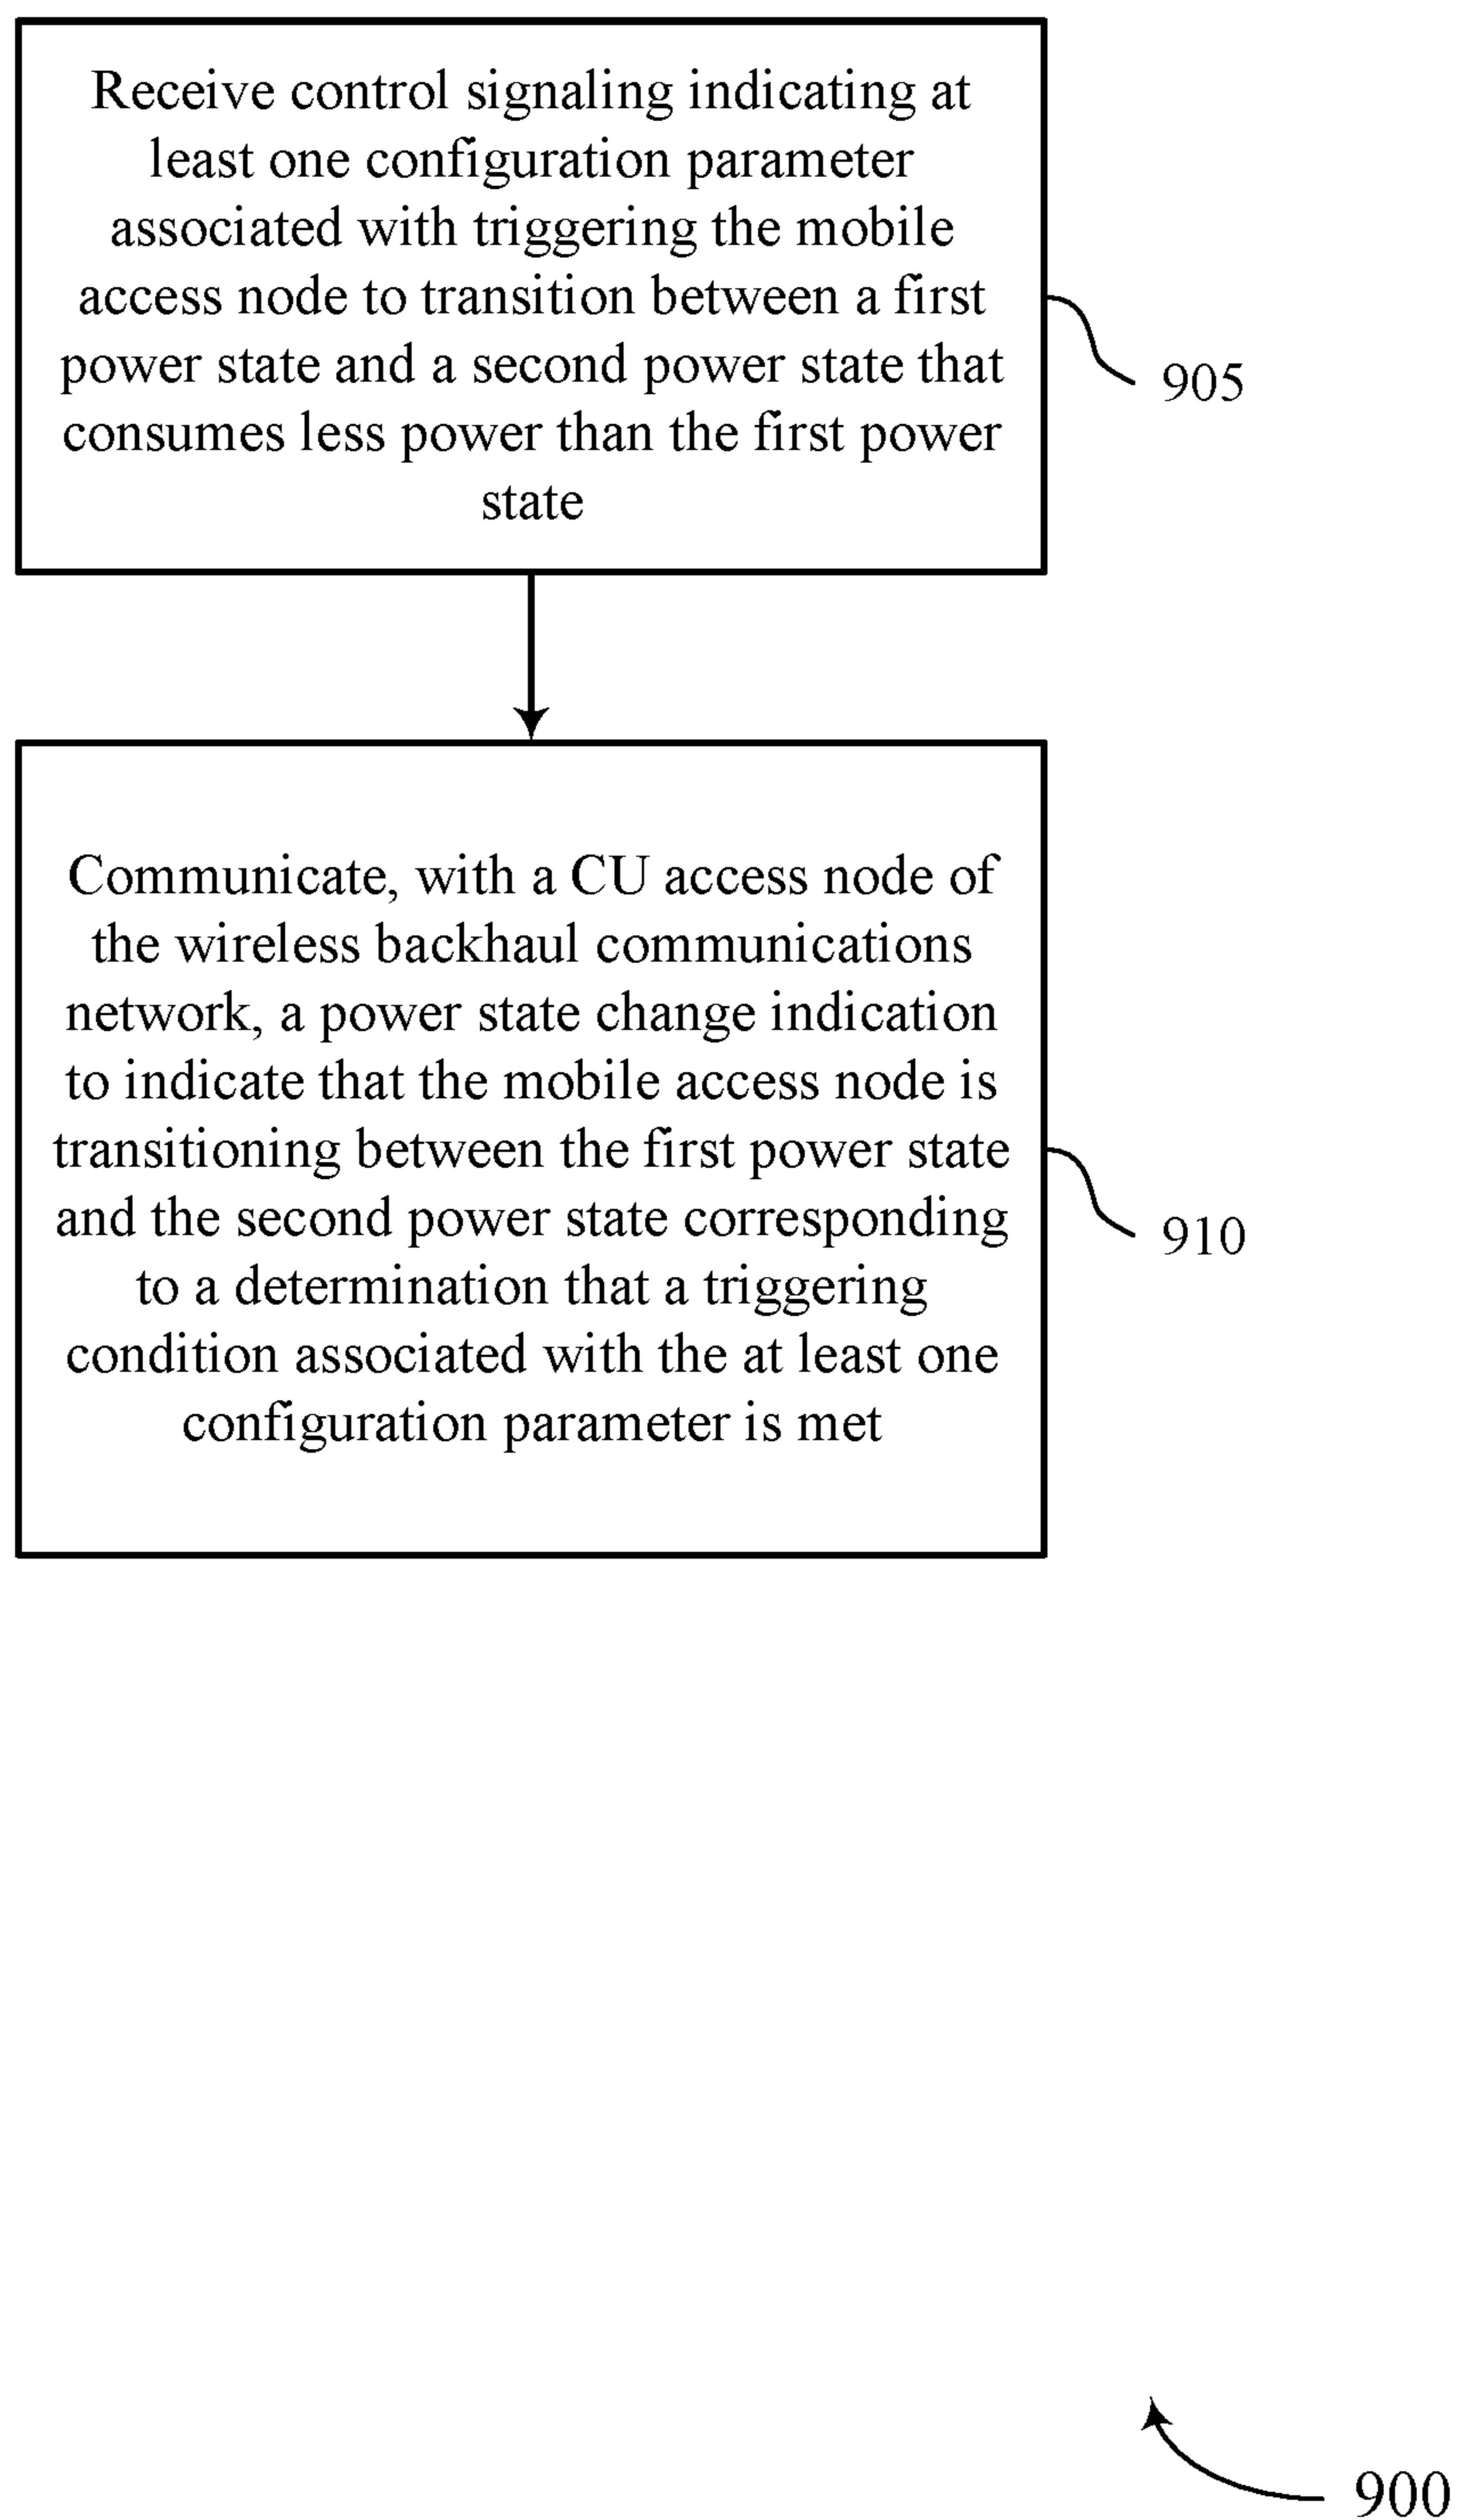 Receive control signaling indicating at
least one configuration parameter
associated with triggering the mobile
access node to transition between a first
power state and a second power state that
consumes less power than the first power
state
905
Communicate, with a CU access node of
the wireless backhaul communications
network, a power state change indication
to indicate that the mobile access node is
transitioning between the first power state
and the second power state corresponding
to a determination that a triggering
condition associated with the at least one
configuration parameter is met
910
900